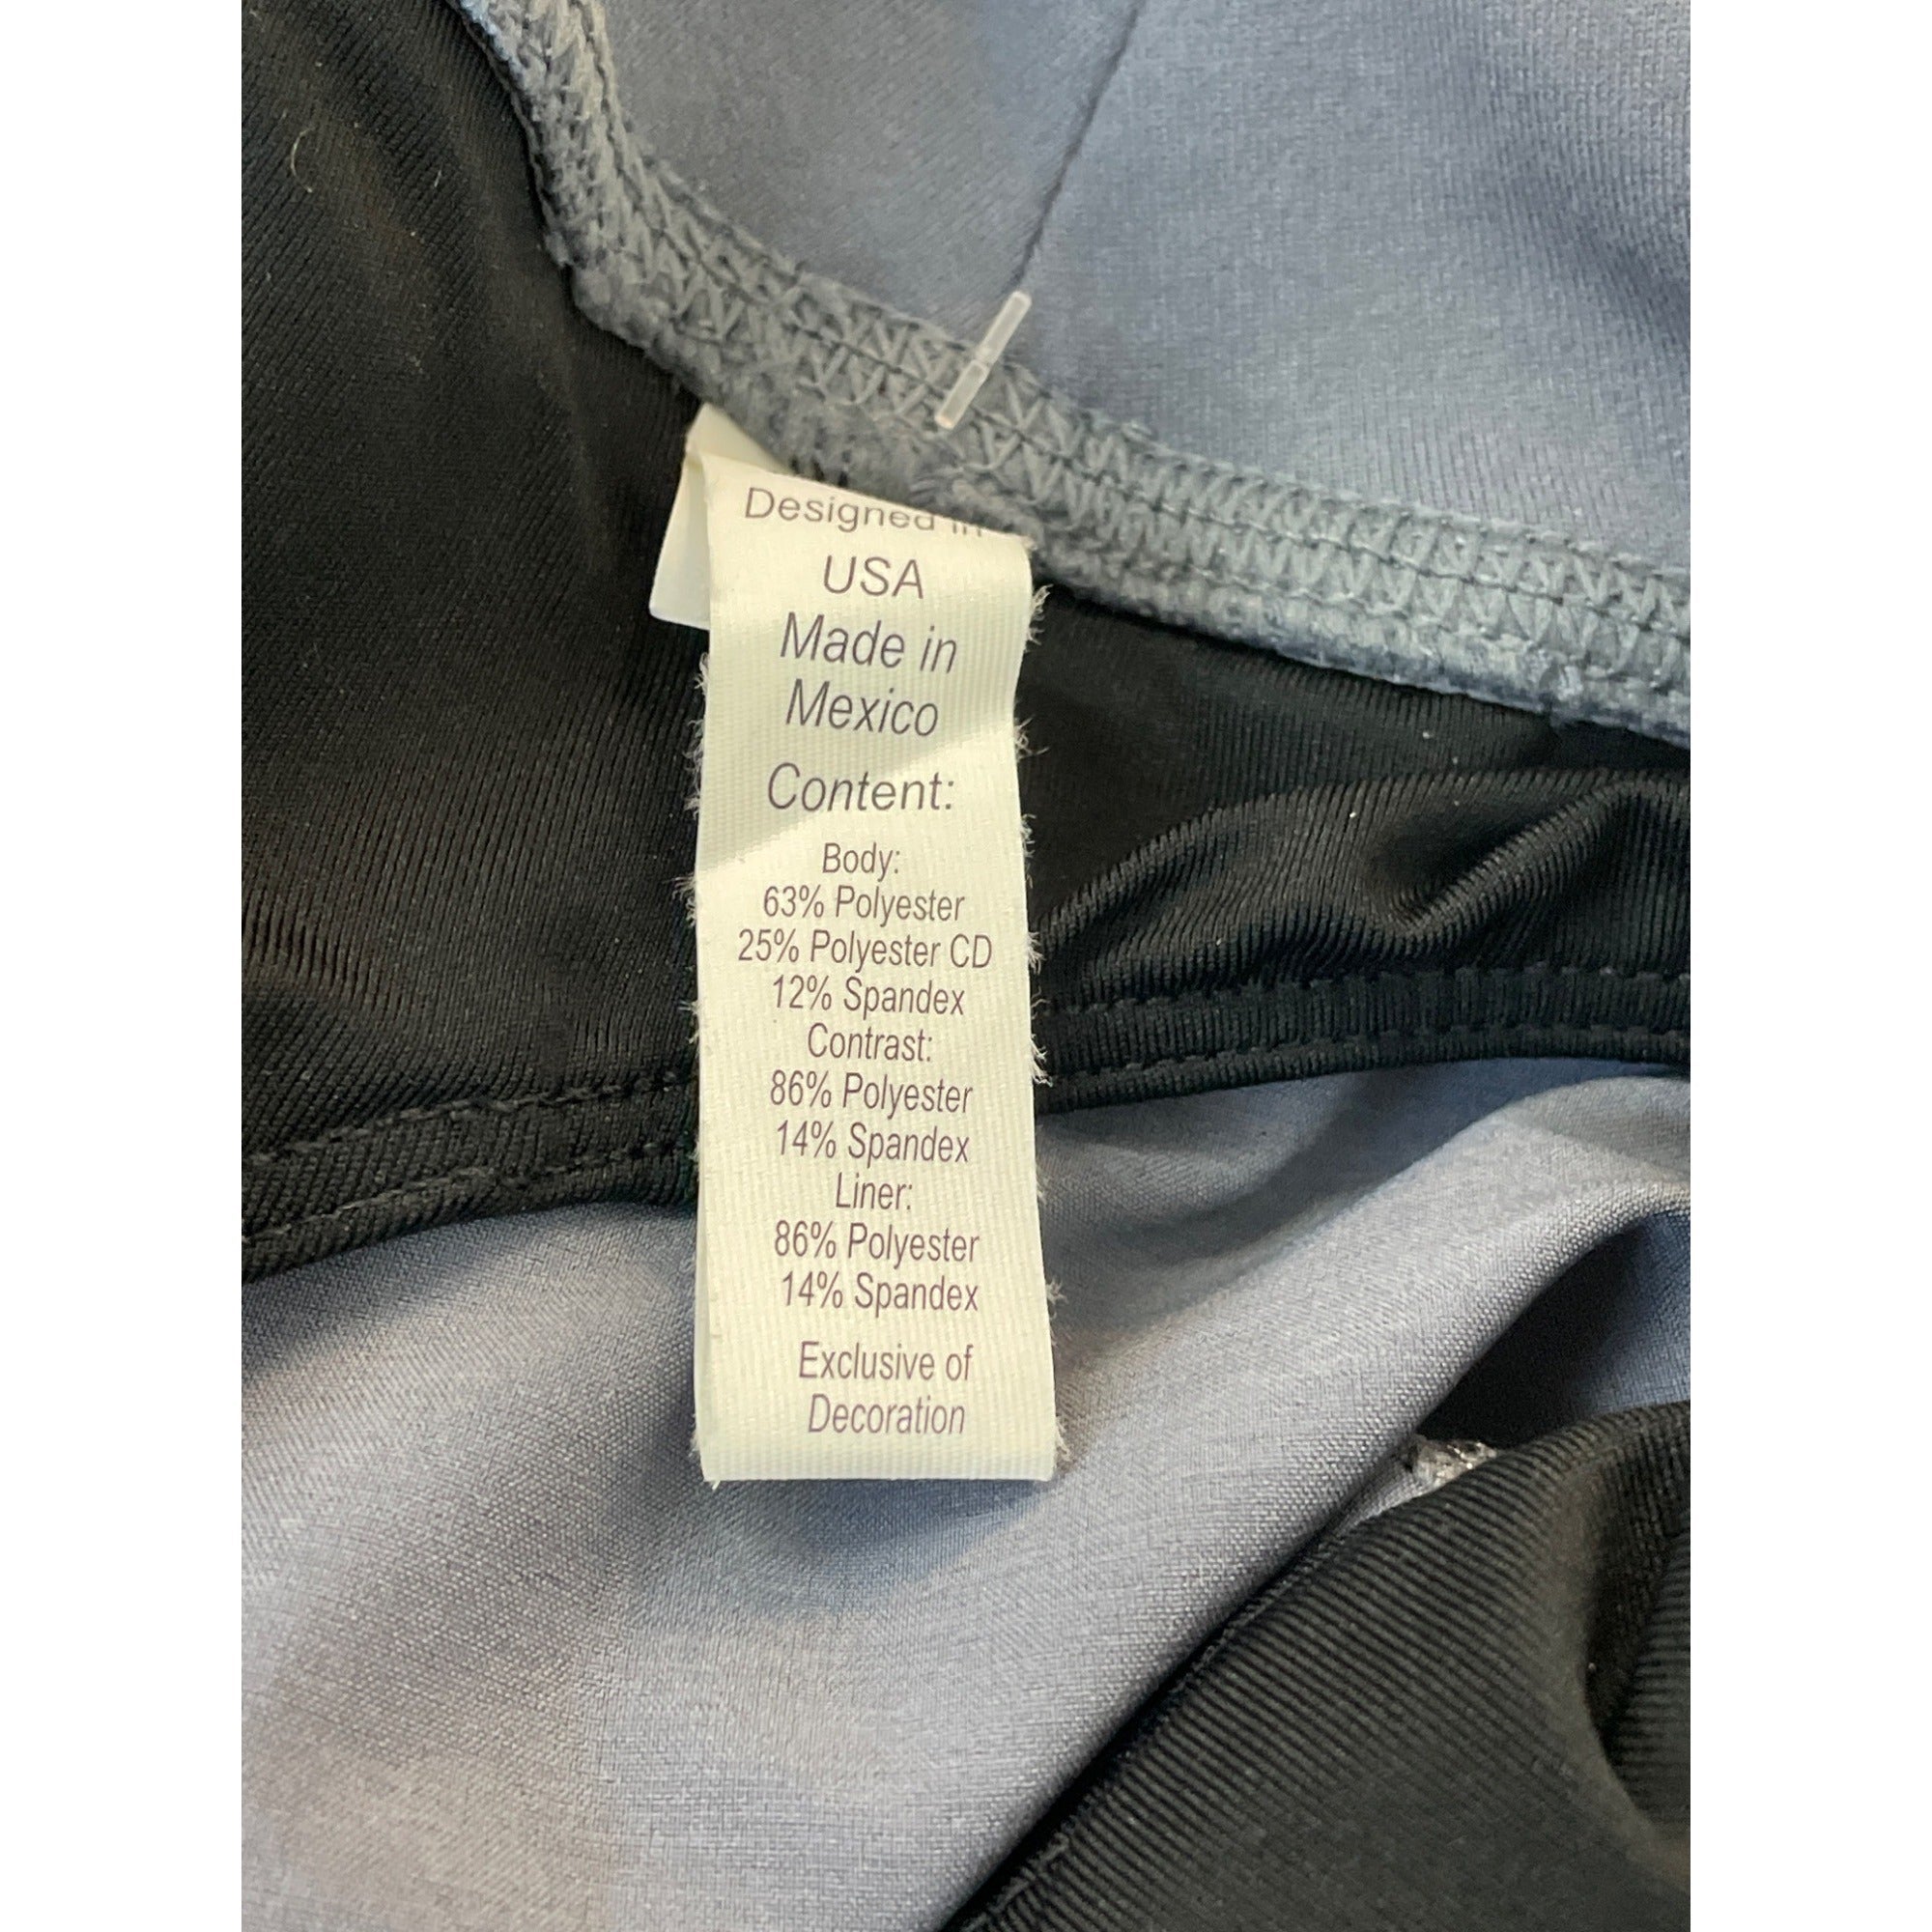 Designed in
USA
Made in
Mexico
Content:
Body:
63% Polyester
25% Polyester CD
12% Spandex
Contrast:
86% Polyester
14% Spandex
Liner:
86% Polyester
14% Spandex
Exclusive of
Decoration